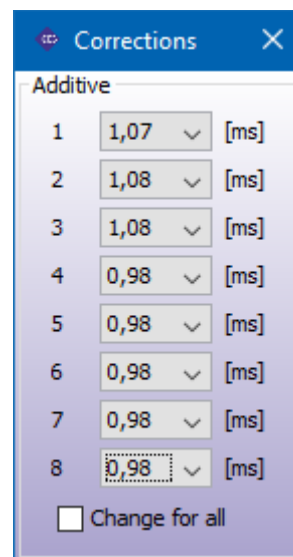 Corrections
Additive
1 1,07 [ms]
2 1,08 [ms]
3 1,08 [ms]
4 0,98 [ms]
5 0,98 [ms]
6 0,98 [ms]
7 0,98 [ms]
8 0,98 [ms]
Change for all